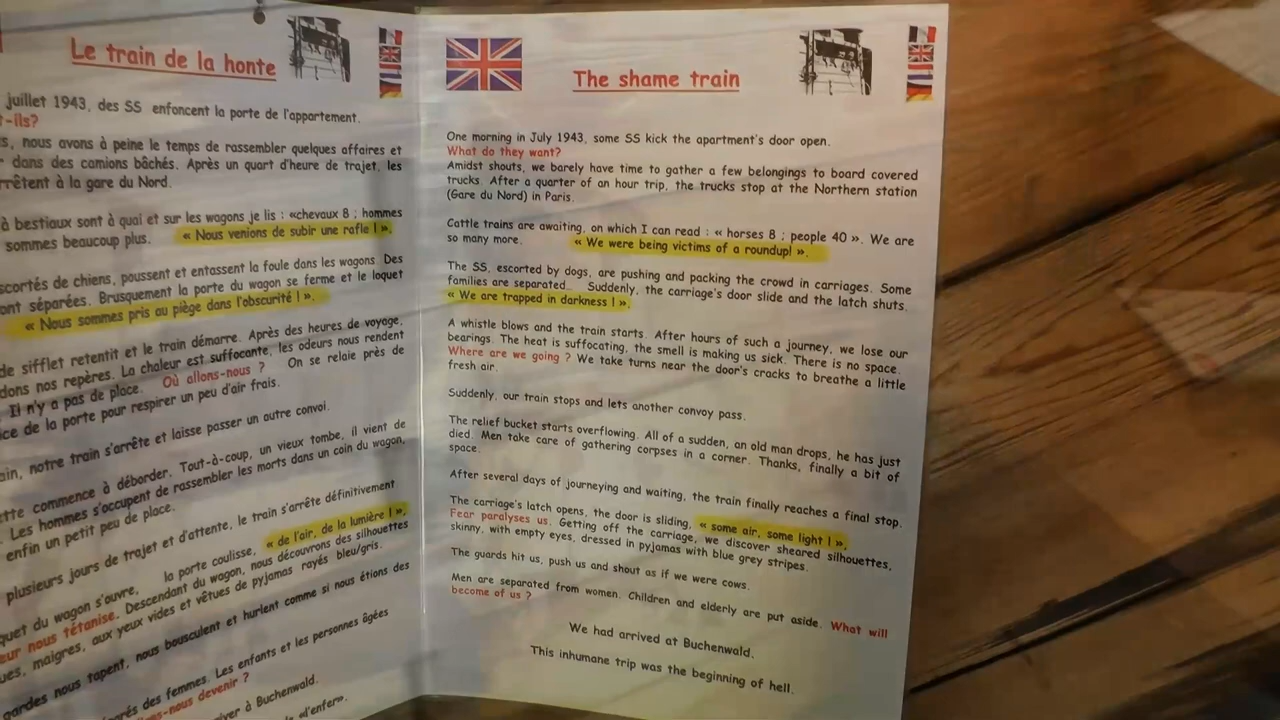 Le train de la honte
juillet 1943, des SS enfoncent la porte de l'appartement.
t-ils?
s, nous avons à peine le temps de rassembler quelques affaires et
r dans des camions bâchés. Après un quart d'heure de trajet, les
rrêtent à la gare du Nord.
à bestiaux sont à quai et sur les wagons je lis : «chevaux 8 ; hommes
sommes beaucoup plus. « Nous venions de subir une rafle ! ».
scortés de chiens, poussent et entassent la foule dans les wagons. Des
ont séparées. Brusquement la porte du wagon se ferme et le loquet
« Nous sommes pris au piège dans l'obscurité ! ».
de sifflet retentit et le train démarre. Après des heures de voyage,
dons nos repères. La chaleur est suffocante, les odeurs nous rendent
Il n'y a pas de place. Où allons-nous ? On se relaie près de
ice de la porte pour respirer un peu d'air frais.
ain, notre train s'arrête et laisse passer un autre convoi.
ette commence à déborder. Tout-à-coup, un vieux tombe, il vient de
. Les hommes s'occupent de rassembler les morts dans un coin du wagon,
enfin un petit peu de place.
plusieurs jours de trajet et d'attente, le train s'arrête définitivement
quet du wagon s'ouvre, la porte coulisse, « de l'air, de la lumière ! ».
eur nous tétanise. Descendant du wagon, nous découvrons des silhouettes
ues, maigres, aux yeux vides et vêtues de pyjamas rayés bleu/gris.
gardes nous tapent, nous bousculent et hurlent comme si nous étions des
parés des femmes. Les enfants et les personnes âgées
ons-nous devenir ?
river à Buchenwald.
«l'enfer».
The shame train
One morning in July 1943, some SS kick the apartment's door open.
What do they want?
Amidst shouts, we barely have time to gather a few belongings to board covered
trucks. After a quarter of an hour trip, the trucks stop at the Northern station
(Gare du Nord) in Paris.
Cattle trains are awaiting, on which I can read : « horses 8 ; people 40 ». We are
so many more. « We were being victims of a roundup! ».
The SS, escorted by dogs, are pushing and packing the crowd in carriages. Some
families are separated... Suddenly, the carriage's door slide and the latch shuts.
« We are trapped in darkness ! ».
A whistle blows and the train starts. After hours of such a journey, we lose our
bearings. The heat is suffocating, the smell is making us sick. There is no space.
Where are we going ? We take turns near the door's cracks to breathe a little
fresh air.
Suddenly, our train stops and lets another convoy pass.
The relief bucket starts overflowing. All of a sudden, an old man drops, he has just
died. Men take care of gathering corpses in a corner. Thanks, finally a bit of
space.
After several days of journeying and waiting, the train finally reaches a final stop.
The carriage's latch opens, the door is sliding, « some air, some light ! ».
Fear paralyses us. Getting off the carriage, we discover sheared silhouettes,
skinny, with empty eyes, dressed in pyjamas with blue grey stripes.
The guards hit us, push us and shout as if we were cows.
Men are separated from women. Children and elderly are put aside. What will
become of us ?
We had arrived at Buchenwald.
This inhumane trip was the beginning of hell.